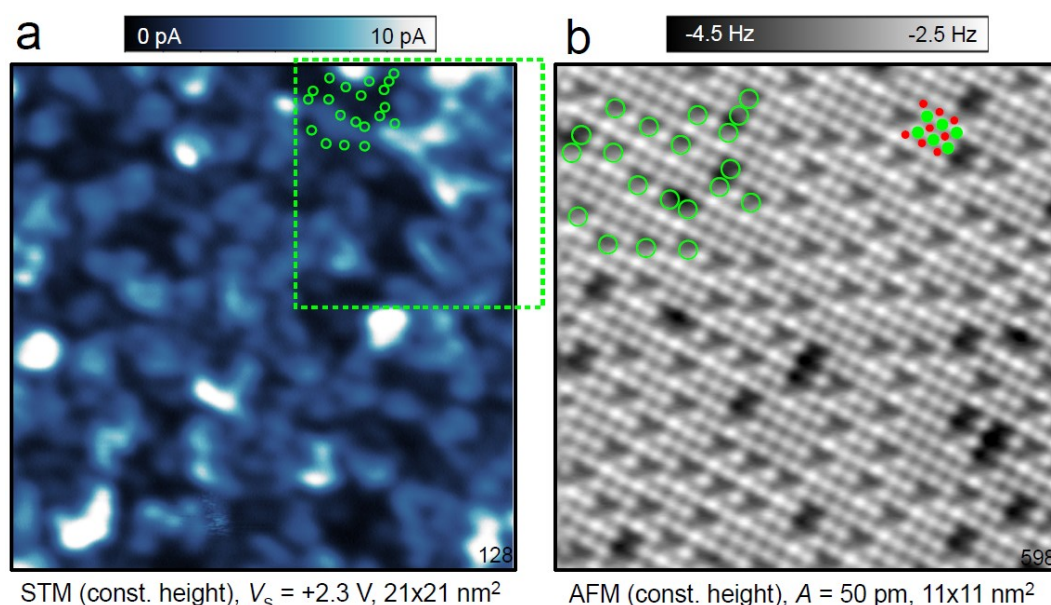 a
0 pA 10 pA
128
STM (const. height), Vₛ = +2.3 V, 21x21 nm²
b
-4.5 Hz -2.5 Hz
598
AFM (const. height), A = 50 pm, 11x11 nm²